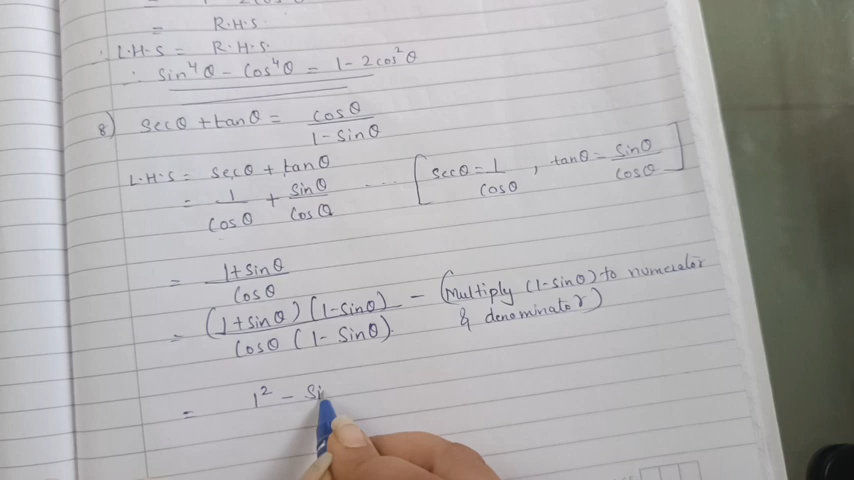 = R.H.S.
∴ L.H.S = R.H.S.
∴ sin⁴θ - cos⁴θ = 1 - 2cos²θ
8) secθ + tanθ = cosθ / 1 - sinθ
L.H.S = secθ + tanθ
= 1/cosθ + sinθ/cosθ ---- [secθ = 1/cosθ, tanθ = sinθ/cosθ]
= 1+sinθ / cosθ
= (1+sinθ)(1-sinθ) / cosθ(1-sinθ). - (Multiply (1-sinθ) to numerator
& denominator)
= 1² - si